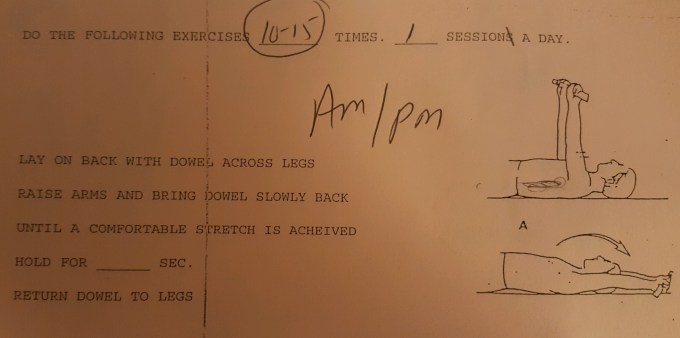 DO THE FOLLOWING EXERCISES 10-15 TIMES. 1 SESSIONS A DAY.
Am/pm
LAY ON BACK WITH DOWEL ACROSS LEGS
RAISE ARMS AND BRING DOWEL SLOWLY BACK
UNTIL A COMFORTABLE STRETCH IS ACHEIVED
A
HOLD FOR ______ SEC.
RETURN DOWEL TO LEGS